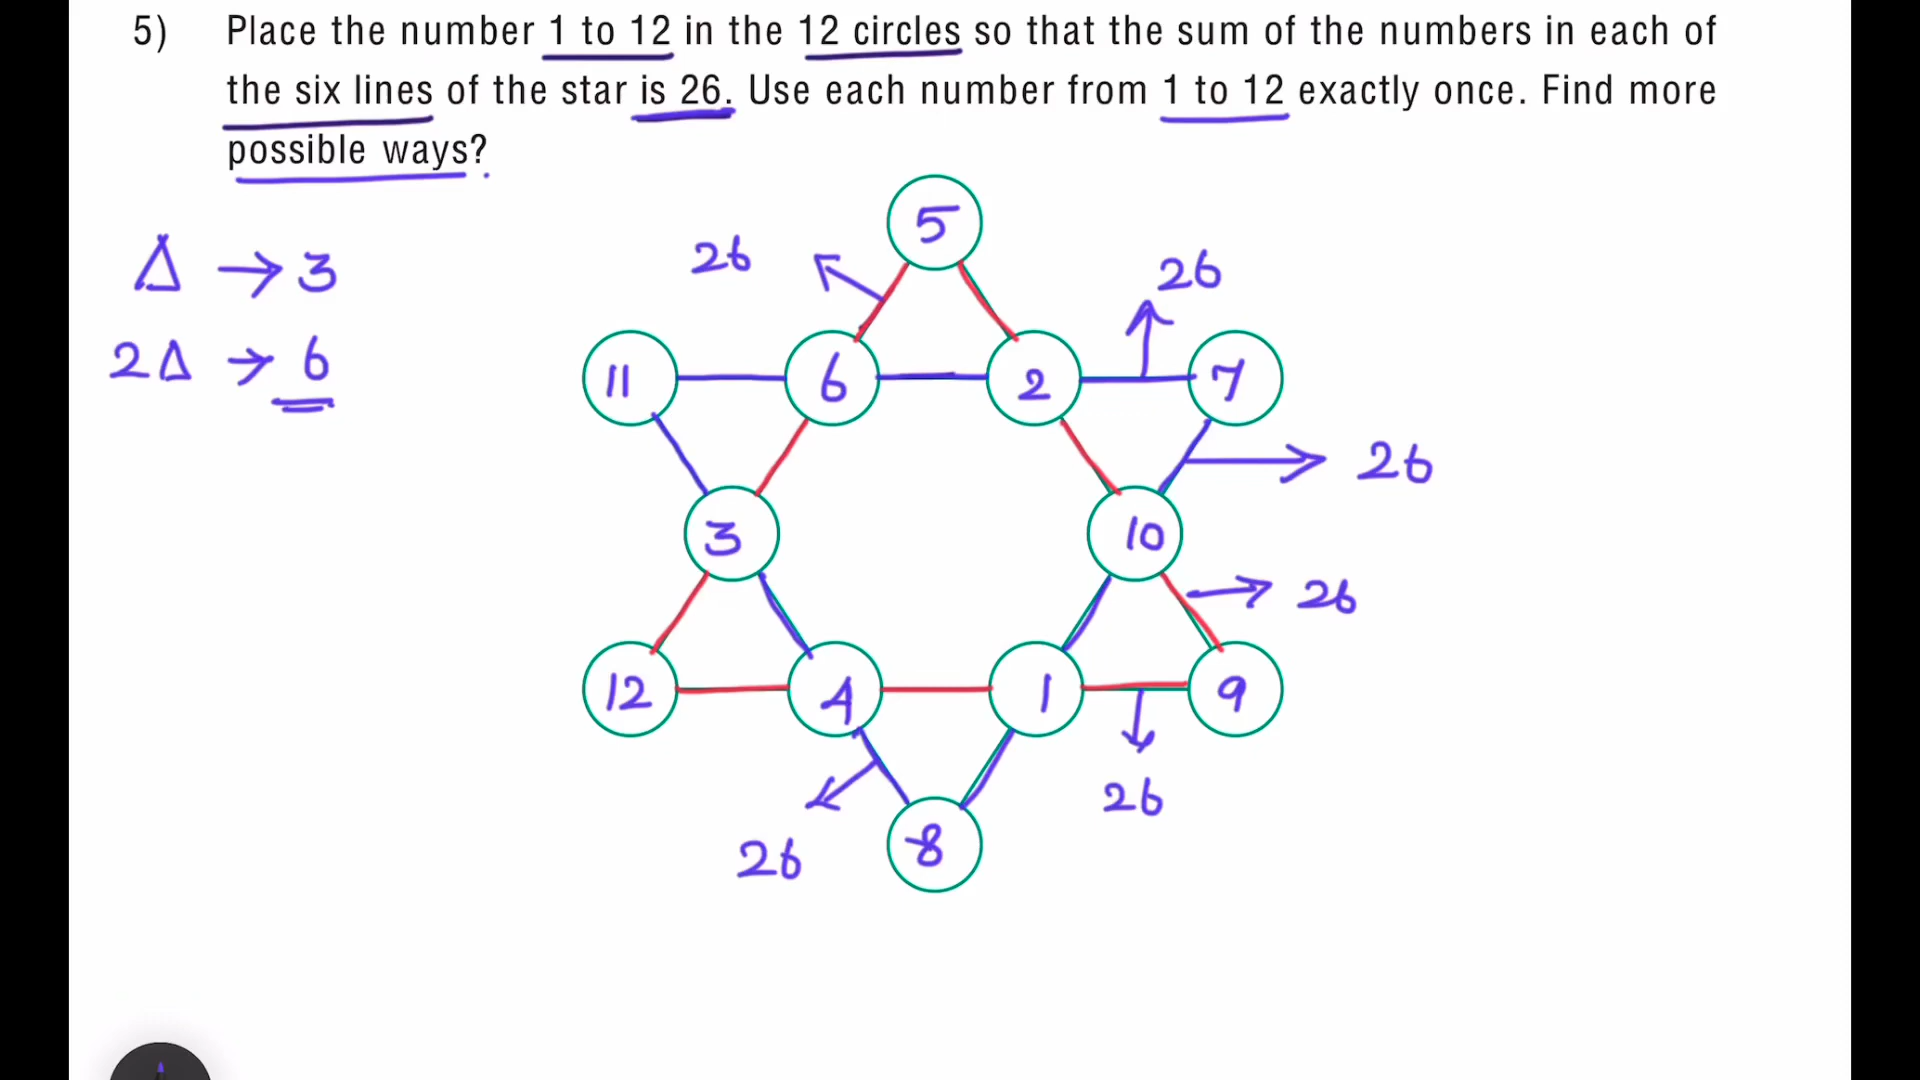 5) Place the number 1 to 12 in the 12 circles so that the sum of the numbers in each of
the six lines of the star is 26. Use each number from 1 to 12 exactly once. Find more
possible ways?
5
Δ → 3
26
26
2Δ → 6
11 6 2 7
26
3 10
26
12 4 1 9
26
8
26